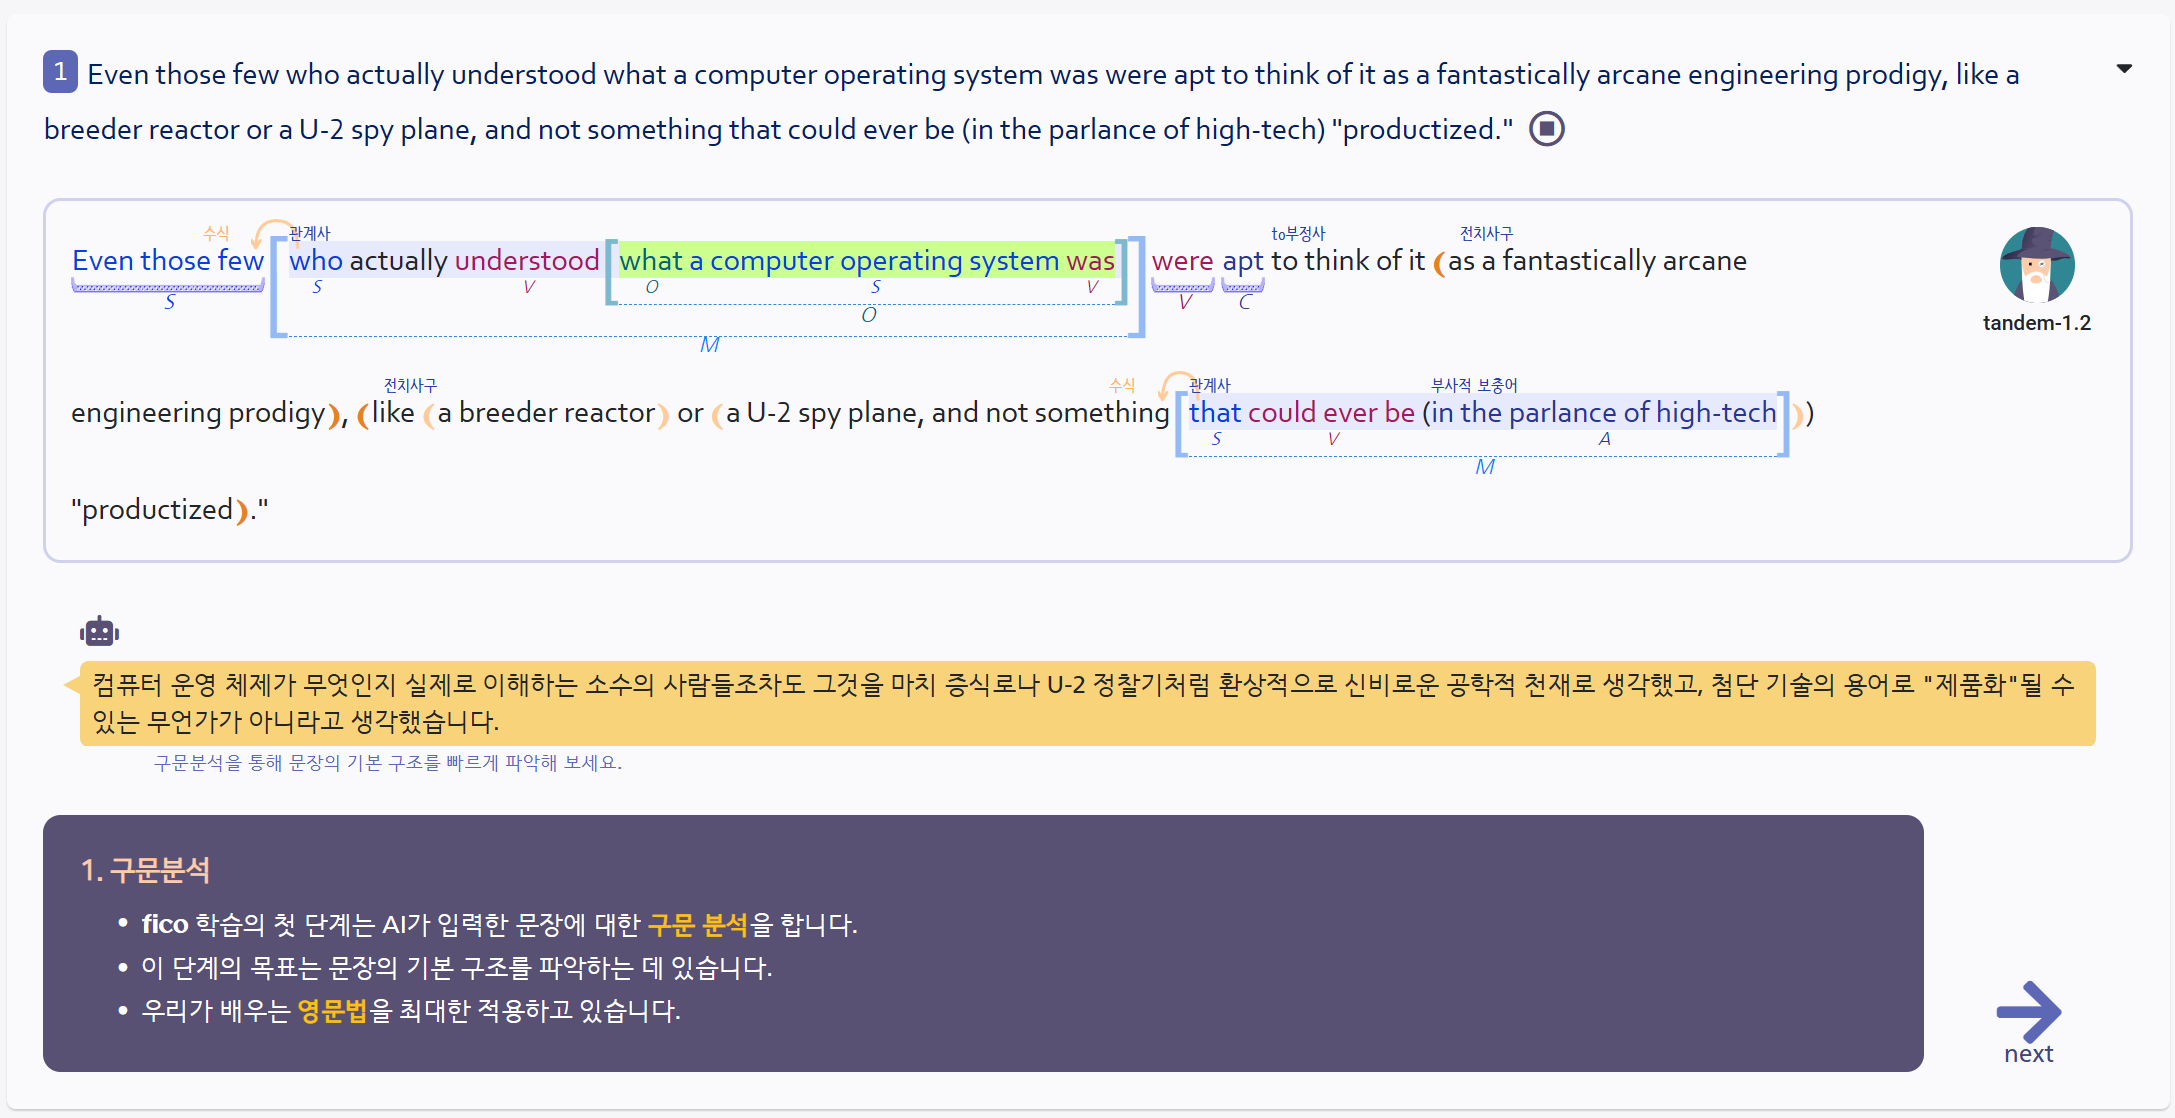 1 Even those few who actually understood what a computer operating system was were apt to think of it as a fantastically arcane engineering prodigy, like a
breeder reactor or a U-2 spy plane, and not something that could ever be (in the parlance of high-tech) "productized."
수식 관계사 to부정사 전치사구
Even those few [who actually understood [what a computer operating system was]] were apt to think of it (as a fantastically arcane
S S V O S V V C
O
M
tandem-1.2
전치사구 수식 관계사 부사적 보충어
engineering prodigy), (like (a breeder reactor) or (a U-2 spy plane, and not something [that could ever be (in the parlance of high-tech]))
S V A
M
"productized)."
컴퓨터 운영 체제가 무엇인지 실제로 이해하는 소수의 사람들조차도 그것을 마치 증식로나 U-2 정찰기처럼 환상적으로 신비로운 공학적 천재로 생각했고, 첨단 기술의 용어로 "제품화"될 수
있는 무언가가 아니라고 생각했습니다.
구문분석을 통해 문장의 기본 구조를 빠르게 파악해 보세요.
1. 구문분석
• fico 학습의 첫 단계는 AI가 입력한 문장에 대한 구문 분석을 합니다.
• 이 단계의 목표는 문장의 기본 구조를 파악하는 데 있습니다.
• 우리가 배우는 영문법을 최대한 적용하고 있습니다.
next